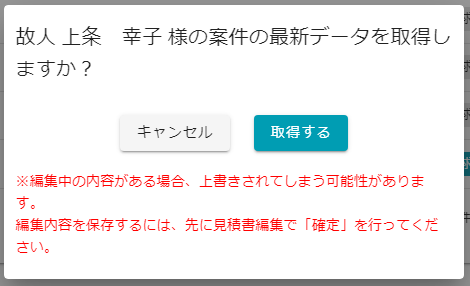 故人 上条　幸子 様の案件の最新データを取得し
ますか？
キャンセル
取得する
※編集中の内容がある場合、上書きされてしまう可能性がありま
す。
編集内容を保存するには、先に見積書編集で「確定」を行ってくだ
さい。